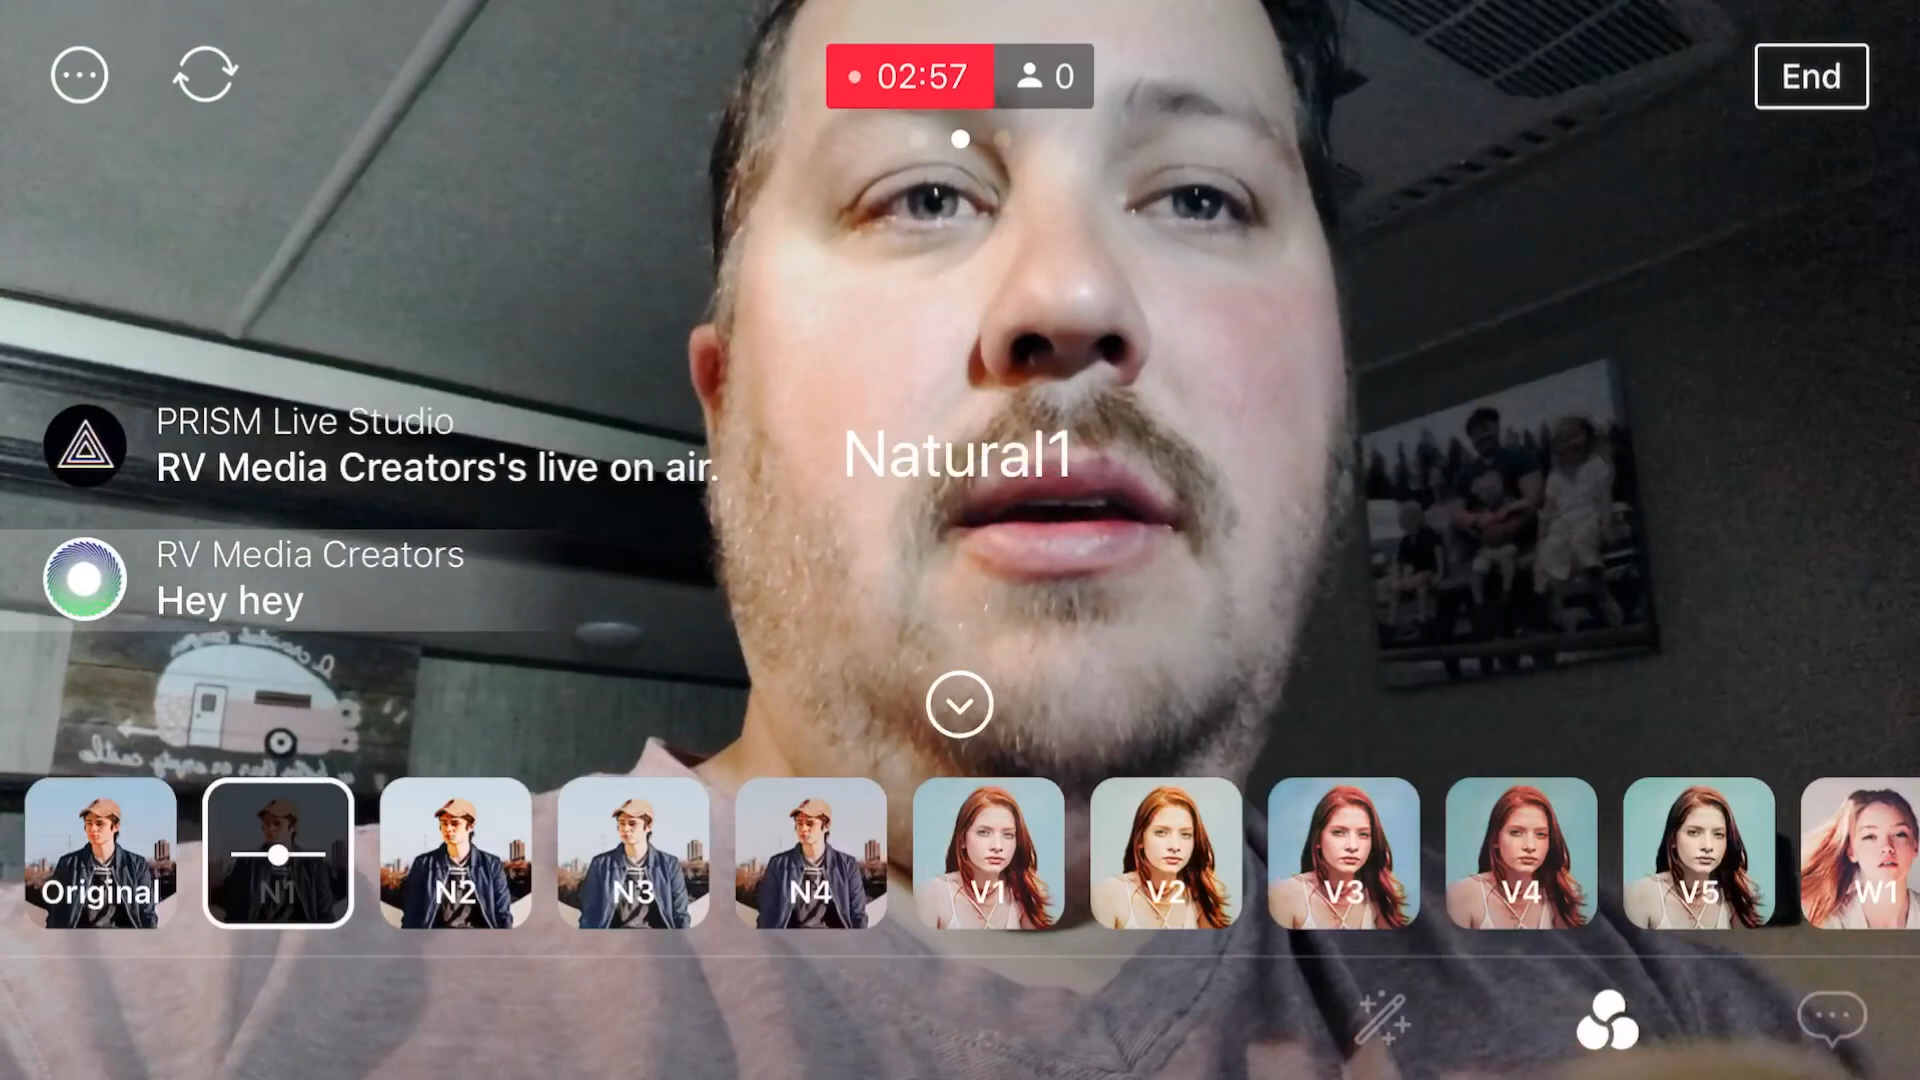 02:57
0
End
PRISM Live Studio
RV Media Creators's live on air.
Natural1
RV Media Creators
Hey hey
Original
N1
N2
N3
N4
V1
V2
V3
V4
V5
W1